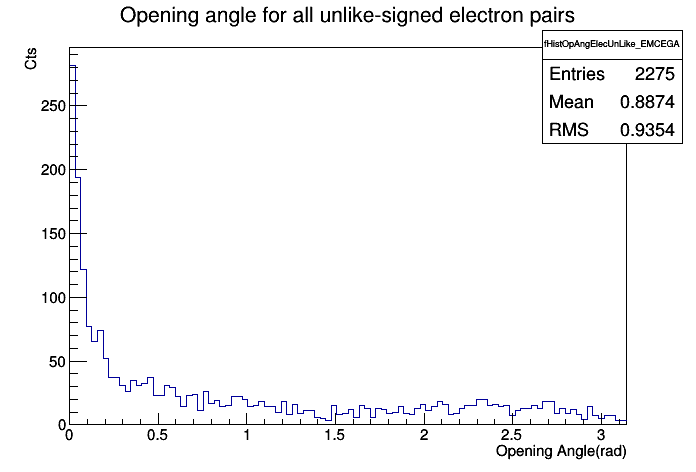 Opening angle for all unlike-signed electron pairs
fHistOpAngElecUnLike_EMCEGA
Entries 2275
Mean 0.8874
RMS 0.9354
Cts
250
200
150
100
50
0
0 0.5 1 1.5 2 2.5 3
Opening Angle(rad)